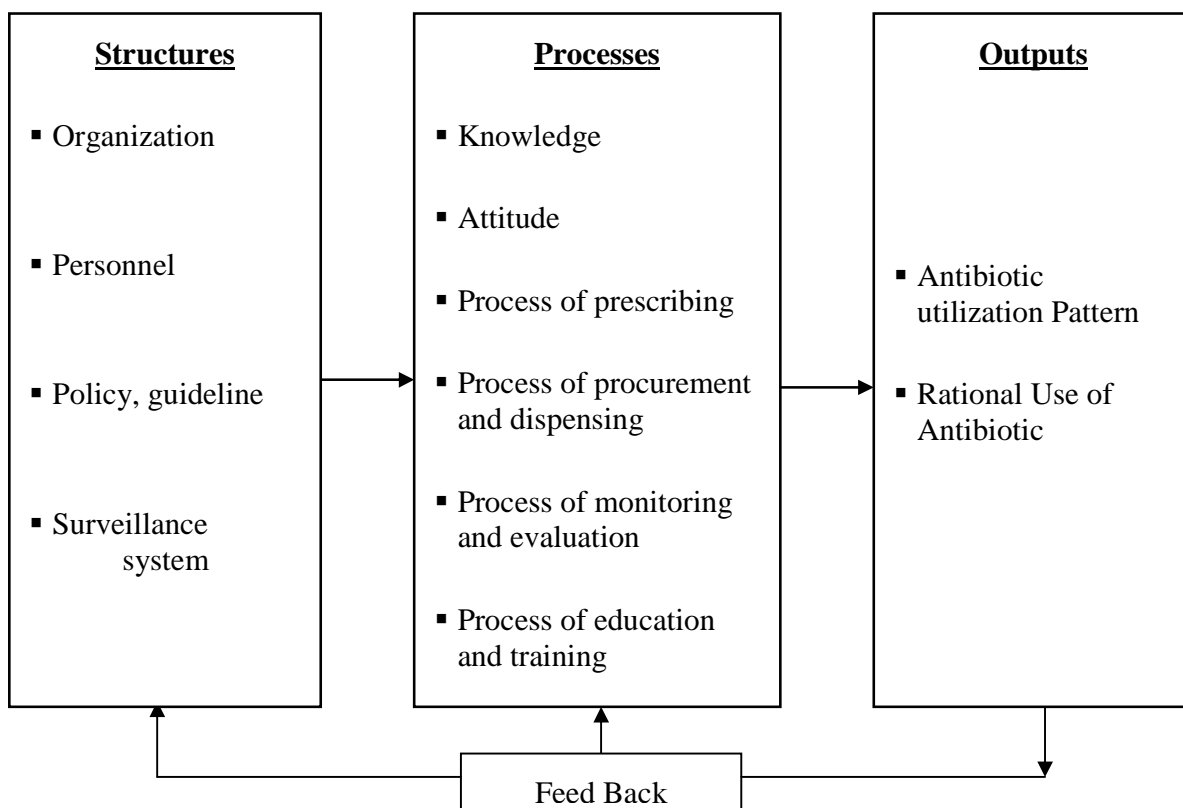 Structures
▪ Organization
▪ Personnel
▪ Policy, guideline
▪ Surveillance
system
Processes
▪ Knowledge
▪ Attitude
▪ Process of prescribing
▪ Process of procurement
and dispensing
▪ Process of monitoring
and evaluation
▪ Process of education
and training
Outputs
▪ Antibiotic
utilization Pattern
▪ Rational Use of
Antibiotic
Feed Back